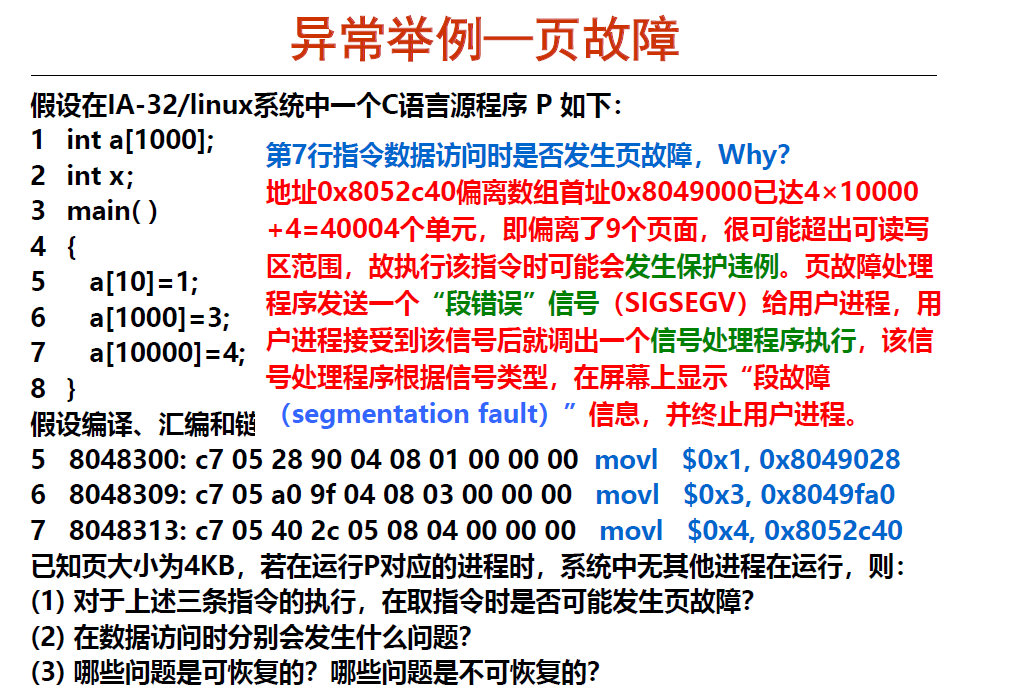 异常举例—页故障
假设在IA-32/linux系统中一个C语言源程序 P 如下：
1 int a[1000];
2 int x;
3 main( )
4 {
5 a[10]=1;
6 a[1000]=3;
7 a[10000]=4;
8 }
第7行指令数据访问时是否发生页故障，Why？
地址0x8052c40偏离数组首址0x8049000已达4×10000
+4=40004个单元，即偏离了9个页面，很可能超出可读写
区范围，故执行该指令时可能会发生保护违例。页故障处理
程序发送一个“段错误”信号（SIGSEGV）给用户进程，用
户进程接受到该信号后就调出一个信号处理程序执行，该信
号处理程序根据信号类型，在屏幕上显示“段故障
（segmentation fault）”信息，并终止用户进程。
假设编译、汇编和链
5 8048300: c7 05 28 90 04 08 01 00 00 00 movl $0x1, 0x8049028
6 8048309: c7 05 a0 9f 04 08 03 00 00 00 movl $0x3, 0x8049fa0
7 8048313: c7 05 40 2c 05 08 04 00 00 00 movl $0x4, 0x8052c40
已知页大小为4KB，若在运行P对应的进程时，系统中无其他进程在运行，则：
(1) 对于上述三条指令的执行，在取指令时是否可能发生页故障？
(2) 在数据访问时分别会发生什么问题？
(3) 哪些问题是可恢复的？哪些问题是不可恢复的？